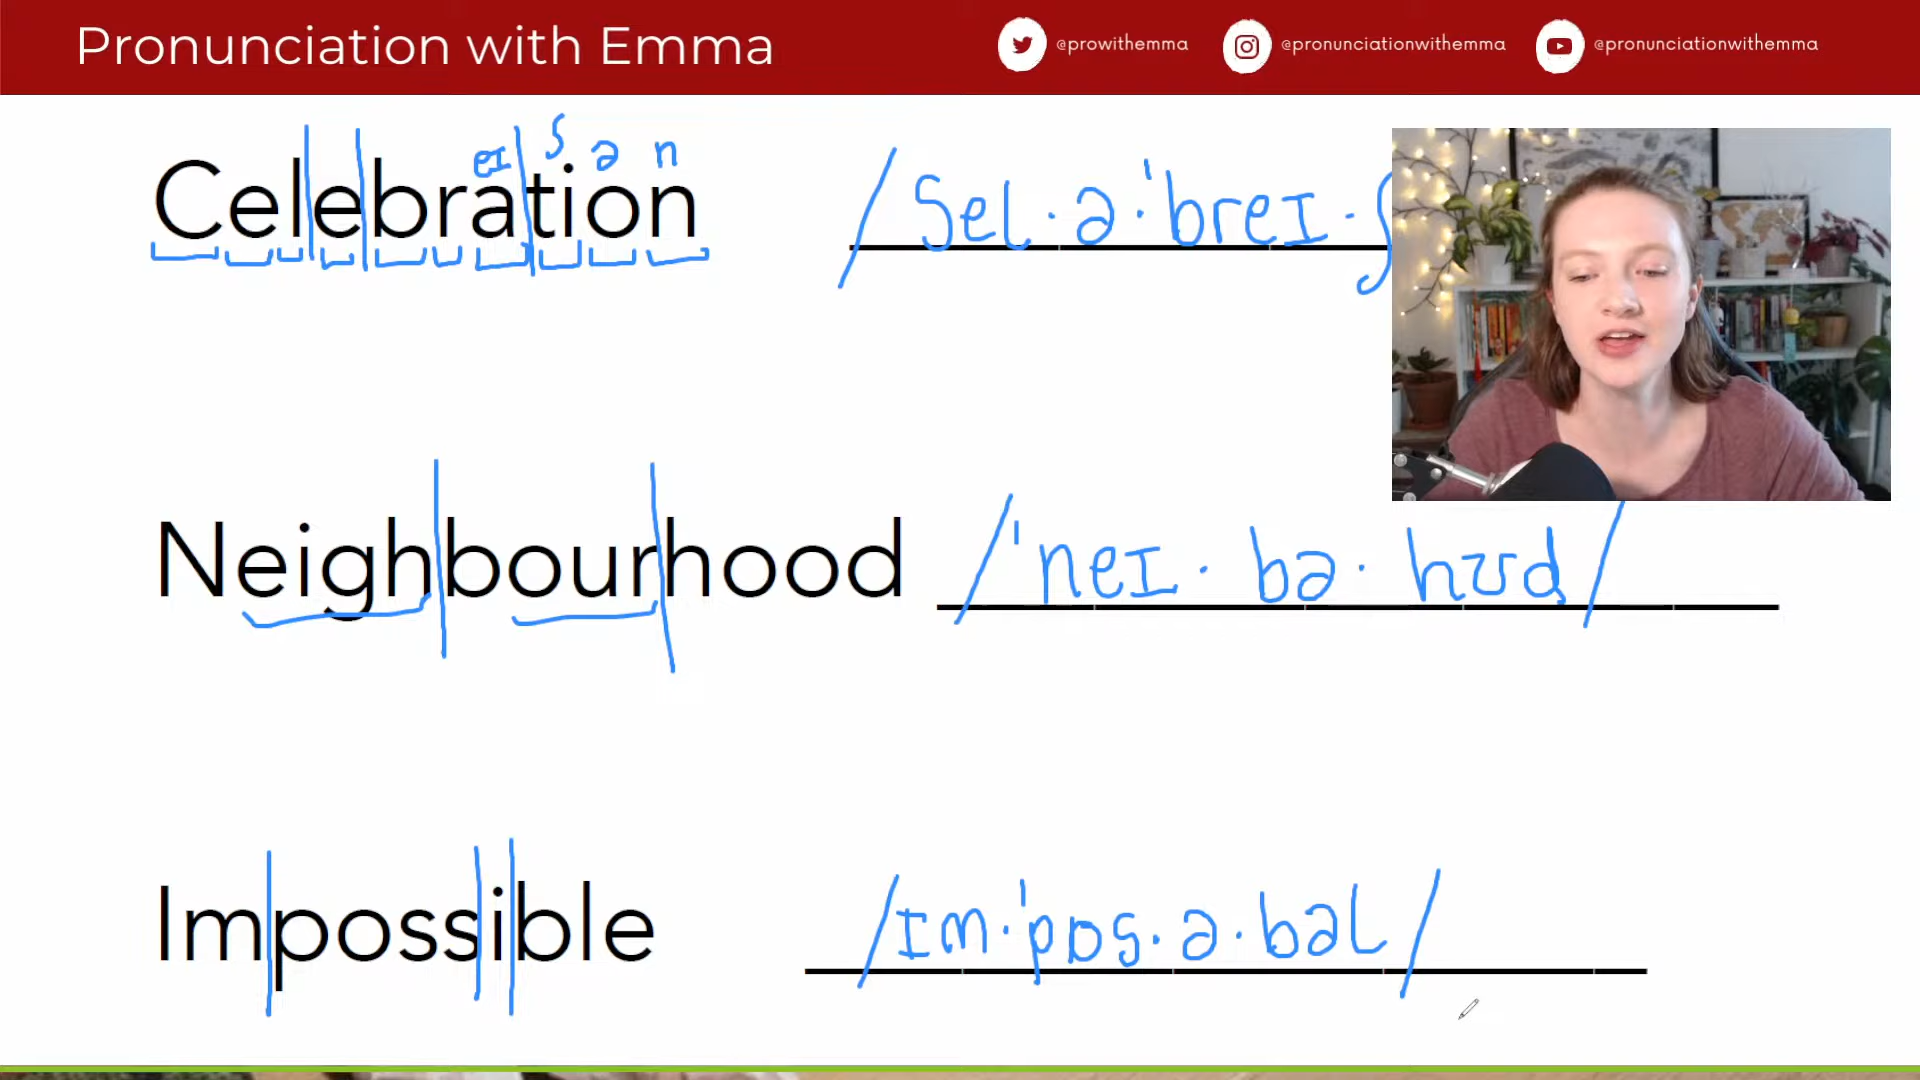 Pronunciation with Emma @prowithemma @pronunciationwithemma @pronunciationwithemma
eɪ ʃ ə n
Celebration /sel·ə·ˈbreɪ·ʃ
Neighbourhood /ˈneɪ·bə·hʊd/
Impossible /ɪm·ˈpɒs·ə·bəl/